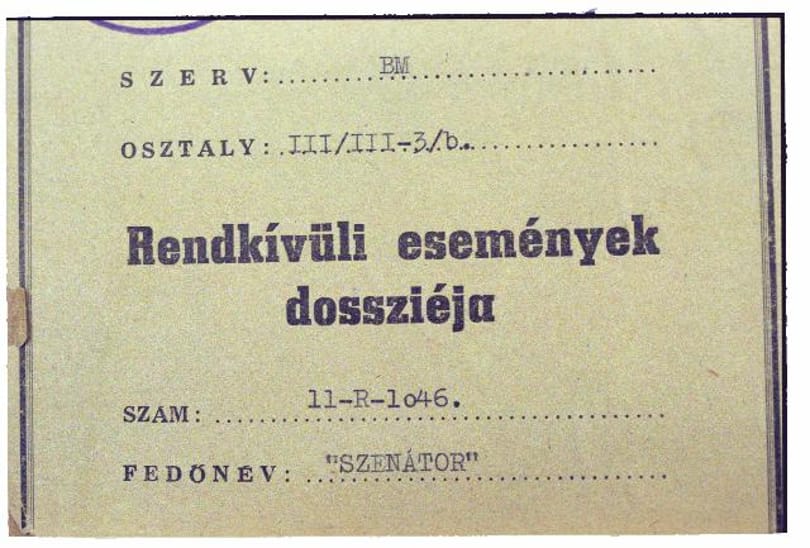 SZERV: BM
OSZTALY: III/III-3/b.
Rendkívüli események
dossziéja
SZAM: 11-R-1o46.
FEDŐNÉV: "SZENÁTOR"